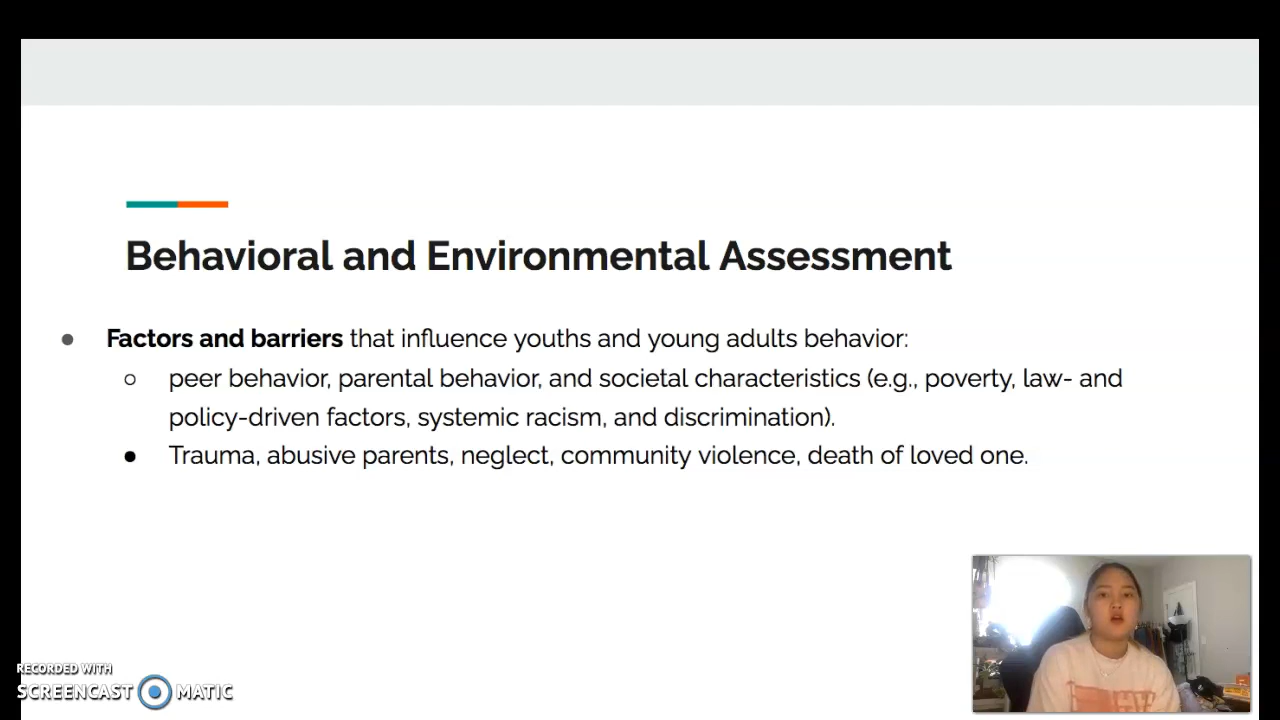 Behavioral and Environmental Assessment
● Factors and barriers that influence youths and young adults behavior:
○ peer behavior, parental behavior, and societal characteristics (e.g., poverty, law- and
policy-driven factors, systemic racism, and discrimination).
● Trauma, abusive parents, neglect, community violence, death of loved one.
RECORDED WITH
SCREENCAST MATIC